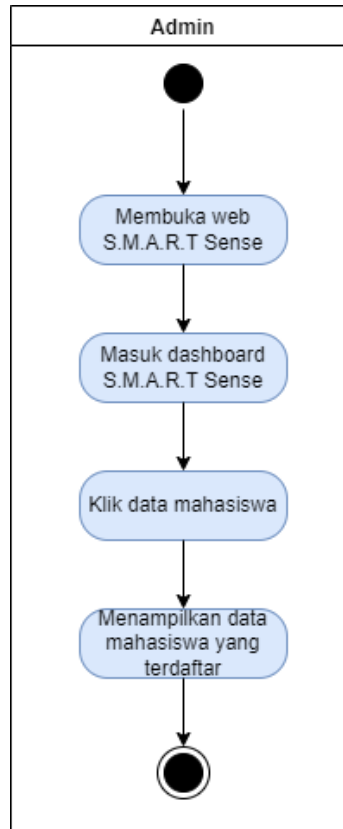 Admin
Membuka web
S.M.A.R.T Sense
Masuk dashboard
S.M.A.R.T Sense
Klik data mahasiswa
Menampilkan data
mahasiswa yang
terdaftar